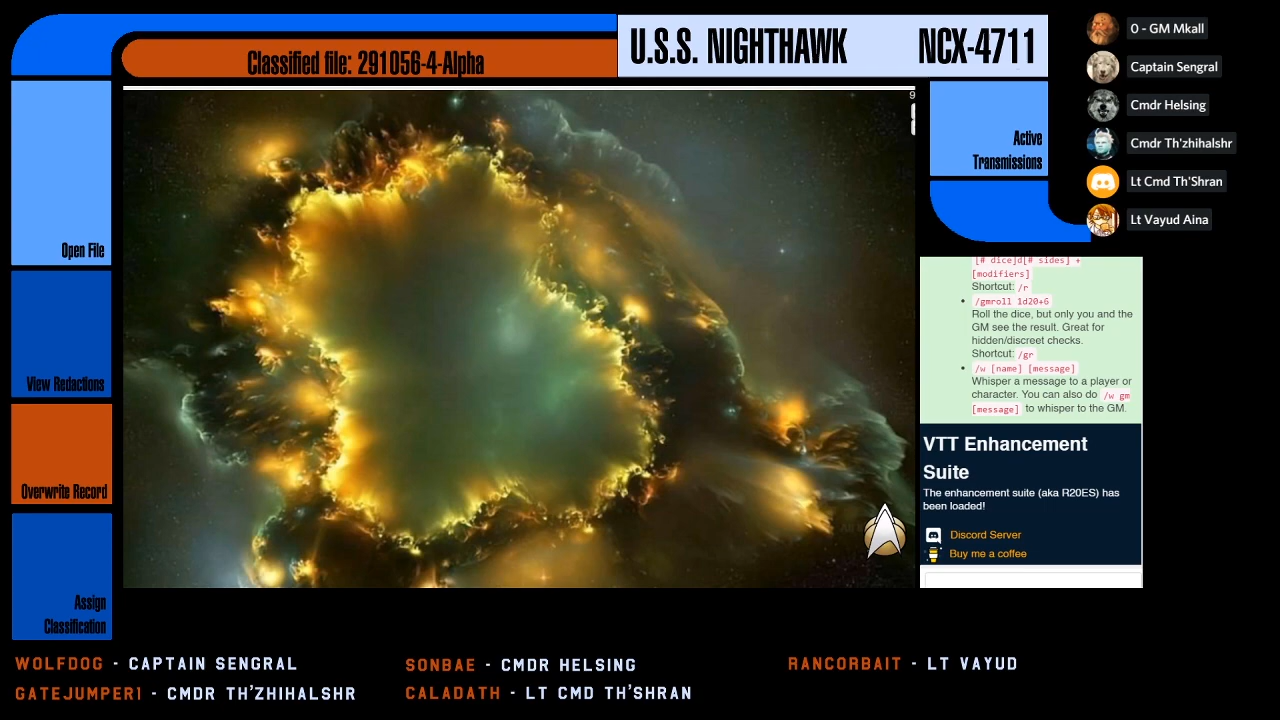 Classified file: 291056-4-Alpha
U.S.S. NIGHTHAWK NCX-4711
Open File
View Redactions
Overwrite Record
Assign
Classification
9
Active
Transmissions
0 - GM Mkall
Captain Sengral
Cmdr Helsing
Cmdr Th'zhihalshr
Lt Cmd Th'Shran
Lt Vayud Aina
[# dice]d[# sides] +
[modifiers]
Shortcut: /r
• /gmroll 1d20+6
Roll the dice, but only you and the
GM see the result. Great for
hidden/discreet checks.
Shortcut: /gr
• /w [name] [message]
Whisper a message to a player or
character. You can also do /w gm
[message] to whisper to the GM.
VTT Enhancement
Suite
The enhancement suite (aka R20ES) has
been loaded!
Discord Server
Buy me a coffee
WOLFDOG - CAPTAIN SENGRAL
SONBAE - CMDR HELSING
RANCORBAIT - LT VAYUD
GATEJUMPER1 - CMDR TH'ZHIHALSHR
CALADATH - LT CMD TH'SHRAN